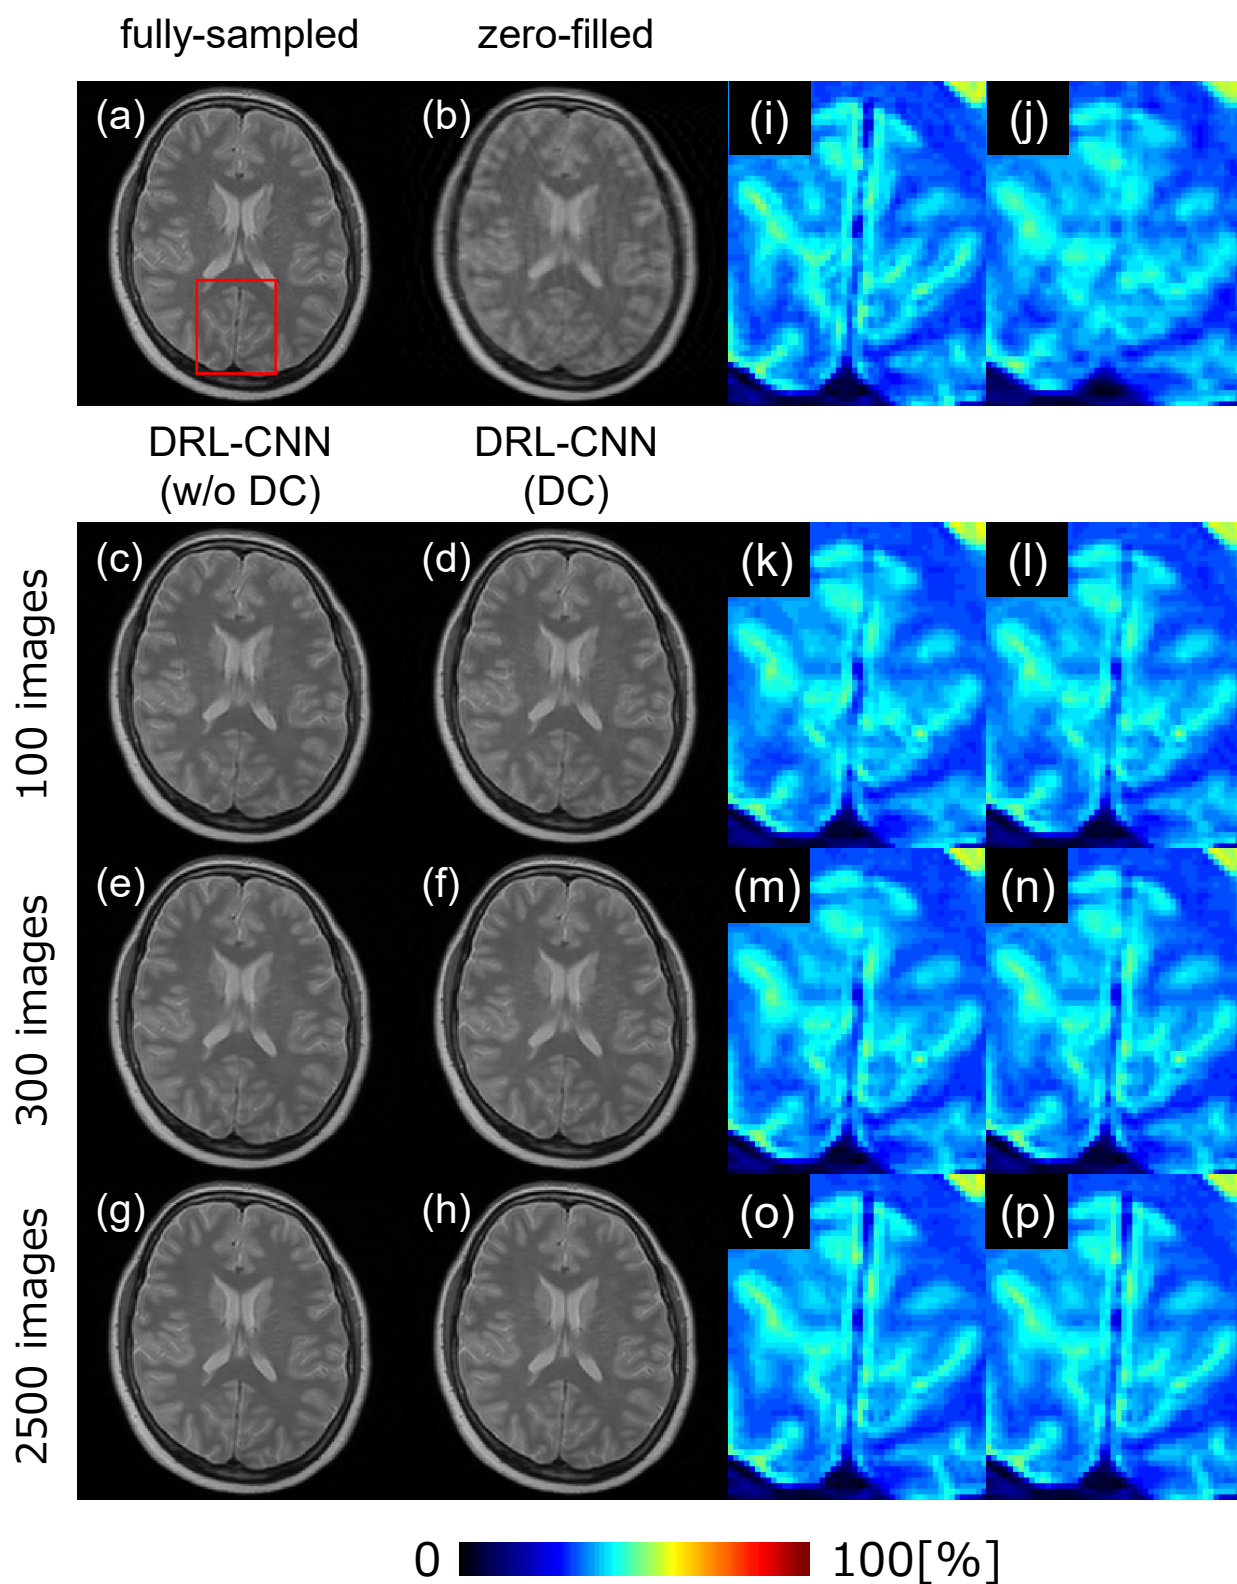 fully-sampled zero-filled
(a) (b) (i) (j)
DRL-CNN DRL-CNN
(w/o DC) (DC)
100 images
(c) (d) (k) (l)
300 images
(e) (f) (m) (n)
2500 images
(g) (h) (o) (p)
0 100[%]